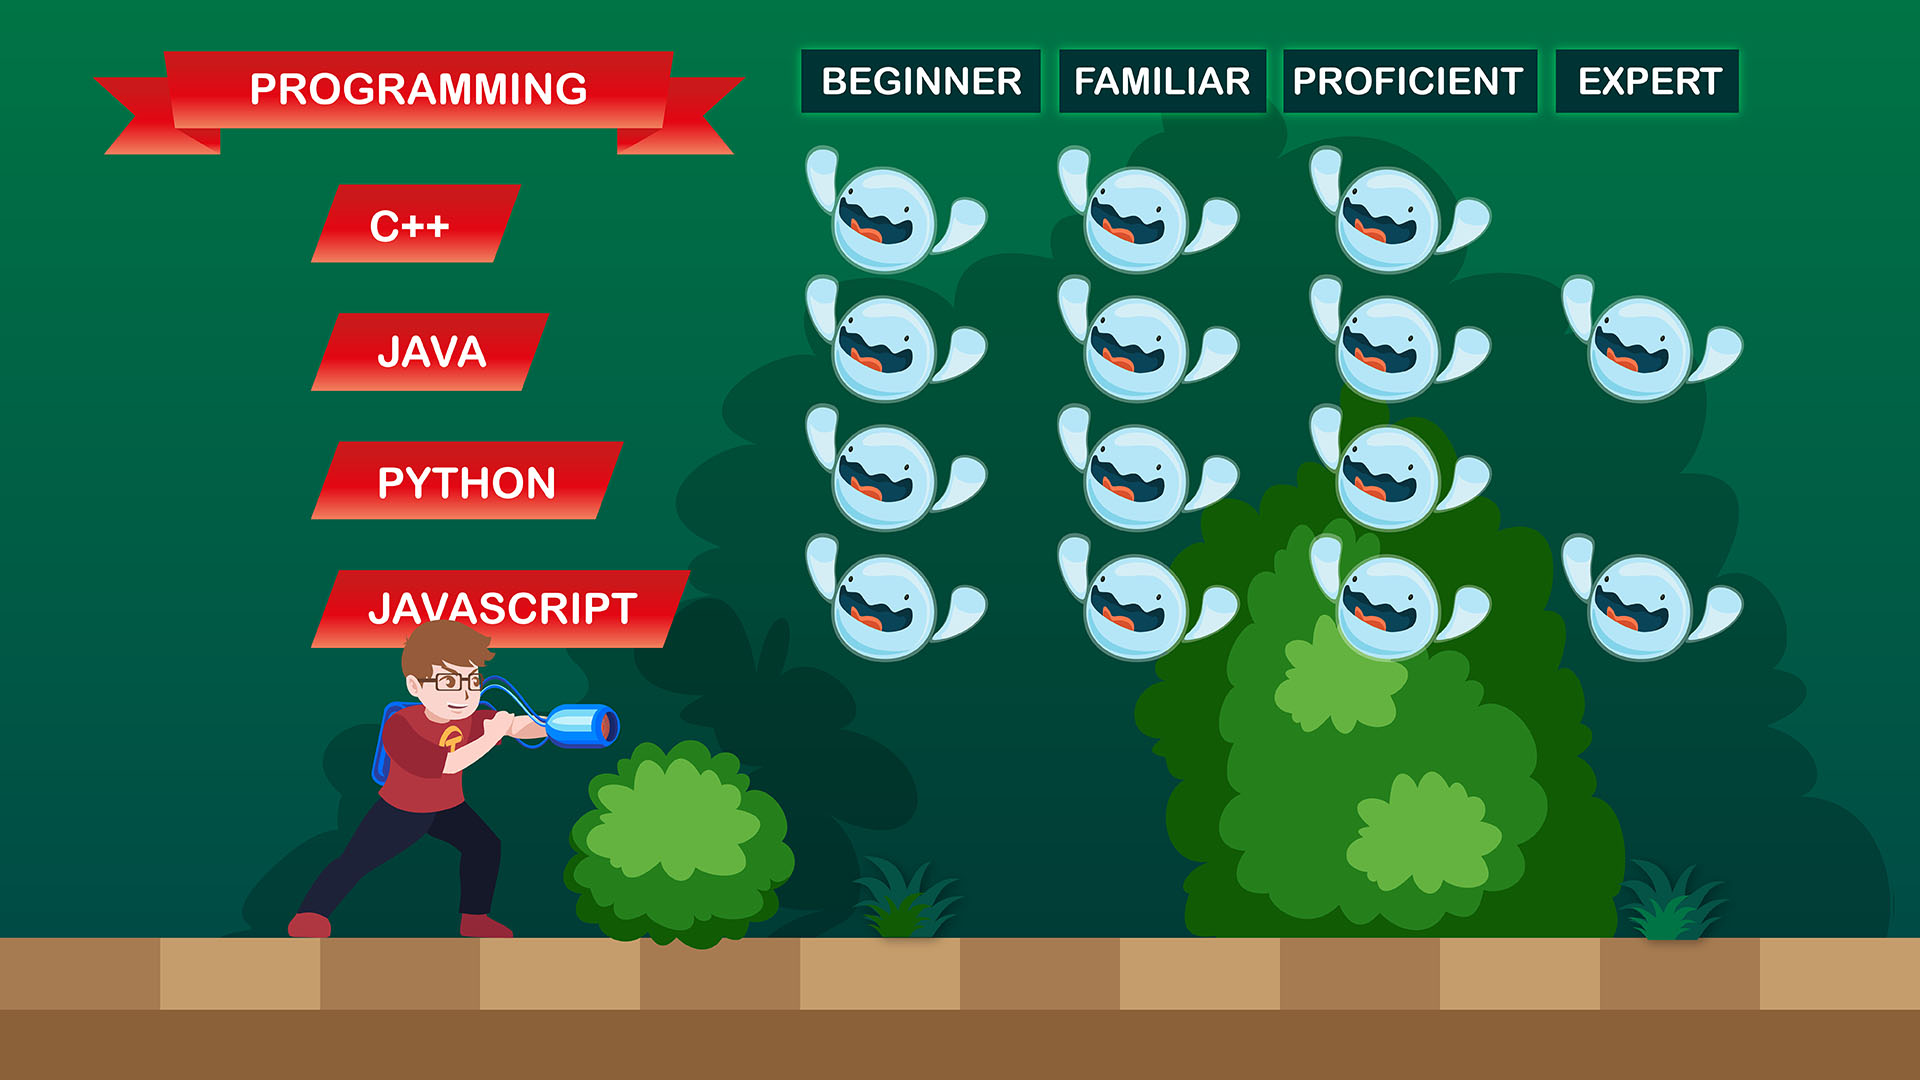 PROGRAMMING
BEGINNER FAMILIAR PROFICIENT EXPERT
C++
JAVA
PYTHON
JAVASCRIPT